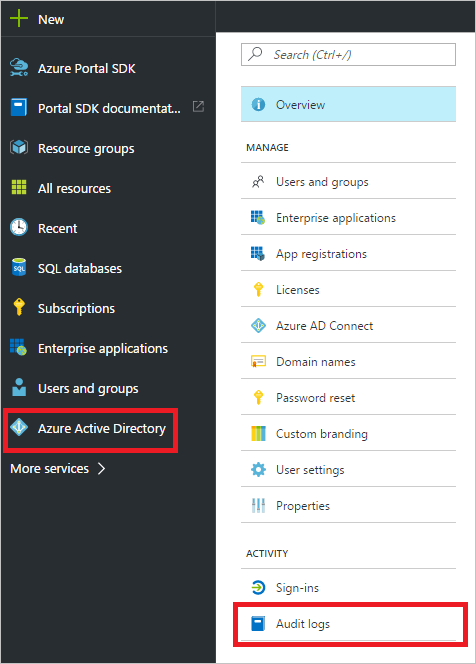 New
Azure Portal SDK
Portal SDK documentat...
Resource groups
All resources
Recent
SQL
SQL databases
Subscriptions
Enterprise applications
Users and groups
Azure Active Directory
More services
Search (Ctrl+/)
Overview
MANAGE
Users and groups
Enterprise applications
App registrations
Licenses
Azure AD Connect
Domain names
Password reset
Custom branding
User settings
Properties
ACTIVITY
Sign-ins
Audit logs